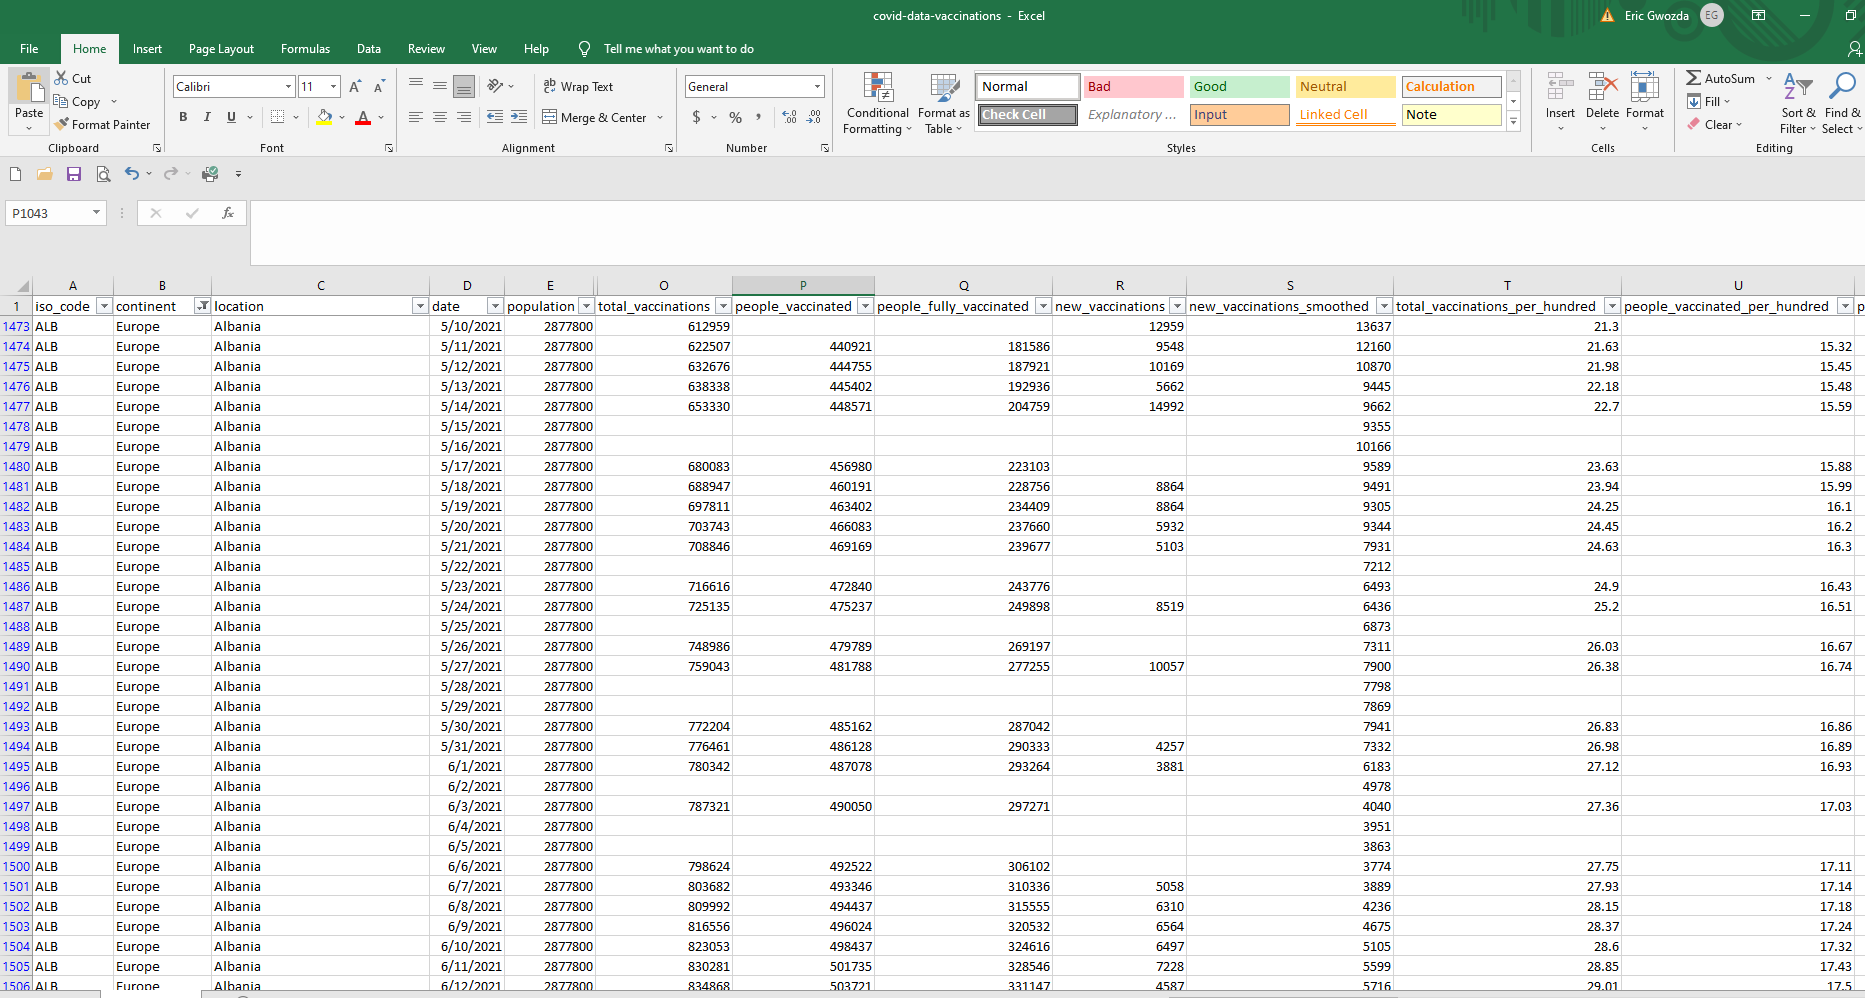 covid-data-vaccinations - Excel
Eric Gwozda EG
File Home Insert Page Layout Formulas Data Review View Help Tell me what you want to do
Paste
Cut
Copy
Format Painter
Clipboard
Calibri 11
B I U
Font
Wrap Text
Merge & Center
Alignment
General
$ % ,
Number
Conditional Formatting
Format as Table
Normal Bad Good Neutral Calculation
Check Cell Explanatory ... Input Linked Cell Note
Styles
Insert Delete Format
Cells
AutoSum
Fill
Clear
Sort & Filter
Find & Select
Editing
P1043 fx
A B C D E O P Q R S T U
1 iso_code continent location date population total_vaccinations people_vaccinated people_fully_vaccinated new_vaccinations new_vaccinations_smoothed total_vaccinations_per_hundred people_vaccinated_per_hundred p
1473 ALB Europe Albania 5/10/2021 2877800 612959 12959 13637 21.3
1474 ALB Europe Albania 5/11/2021 2877800 622507 440921 181586 9548 12160 21.63 15.32
1475 ALB Europe Albania 5/12/2021 2877800 632676 444755 187921 10169 10870 21.98 15.45
1476 ALB Europe Albania 5/13/2021 2877800 638338 445402 192936 5662 9445 22.18 15.48
1477 ALB Europe Albania 5/14/2021 2877800 653330 448571 204759 14992 9662 22.7 15.59
1478 ALB Europe Albania 5/15/2021 2877800 9355
1479 ALB Europe Albania 5/16/2021 2877800 10166
1480 ALB Europe Albania 5/17/2021 2877800 680083 456980 223103 9589 23.63 15.88
1481 ALB Europe Albania 5/18/2021 2877800 688947 460191 228756 8864 9491 23.94 15.99
1482 ALB Europe Albania 5/19/2021 2877800 697811 463402 234409 8864 9305 24.25 16.1
1483 ALB Europe Albania 5/20/2021 2877800 703743 466083 237660 5932 9344 24.45 16.2
1484 ALB Europe Albania 5/21/2021 2877800 708846 469169 239677 5103 7931 24.63 16.3
1485 ALB Europe Albania 5/22/2021 2877800 7212
1486 ALB Europe Albania 5/23/2021 2877800 716616 472840 243776 6493 24.9 16.43
1487 ALB Europe Albania 5/24/2021 2877800 725135 475237 249898 8519 6436 25.2 16.51
1488 ALB Europe Albania 5/25/2021 2877800 6873
1489 ALB Europe Albania 5/26/2021 2877800 748986 479789 269197 7311 26.03 16.67
1490 ALB Europe Albania 5/27/2021 2877800 759043 481788 277255 10057 7900 26.38 16.74
1491 ALB Europe Albania 5/28/2021 2877800 7798
1492 ALB Europe Albania 5/29/2021 2877800 7869
1493 ALB Europe Albania 5/30/2021 2877800 772204 485162 287042 7941 26.83 16.86
1494 ALB Europe Albania 5/31/2021 2877800 776461 486128 290333 4257 7332 26.98 16.89
1495 ALB Europe Albania 6/1/2021 2877800 780342 487078 293264 3881 6183 27.12 16.93
1496 ALB Europe Albania 6/2/2021 2877800 4978
1497 ALB Europe Albania 6/3/2021 2877800 787321 490050 297271 4040 27.36 17.03
1498 ALB Europe Albania 6/4/2021 2877800 3951
1499 ALB Europe Albania 6/5/2021 2877800 3863
1500 ALB Europe Albania 6/6/2021 2877800 798624 492522 306102 3774 27.75 17.11
1501 ALB Europe Albania 6/7/2021 2877800 803682 493346 310336 5058 3889 27.93 17.14
1502 ALB Europe Albania 6/8/2021 2877800 809992 494437 315555 6310 4236 28.15 17.18
1503 ALB Europe Albania 6/9/2021 2877800 816556 496024 320532 6564 4675 28.37 17.24
1504 ALB Europe Albania 6/10/2021 2877800 823053 498437 324616 6497 5105 28.6 17.32
1505 ALB Europe Albania 6/11/2021 2877800 830281 501735 328546 7228 5599 28.85 17.43
1506 ALB Europe Albania 6/12/2021 2877800 834868 503721 331147 4587 5716 29.01 17.5